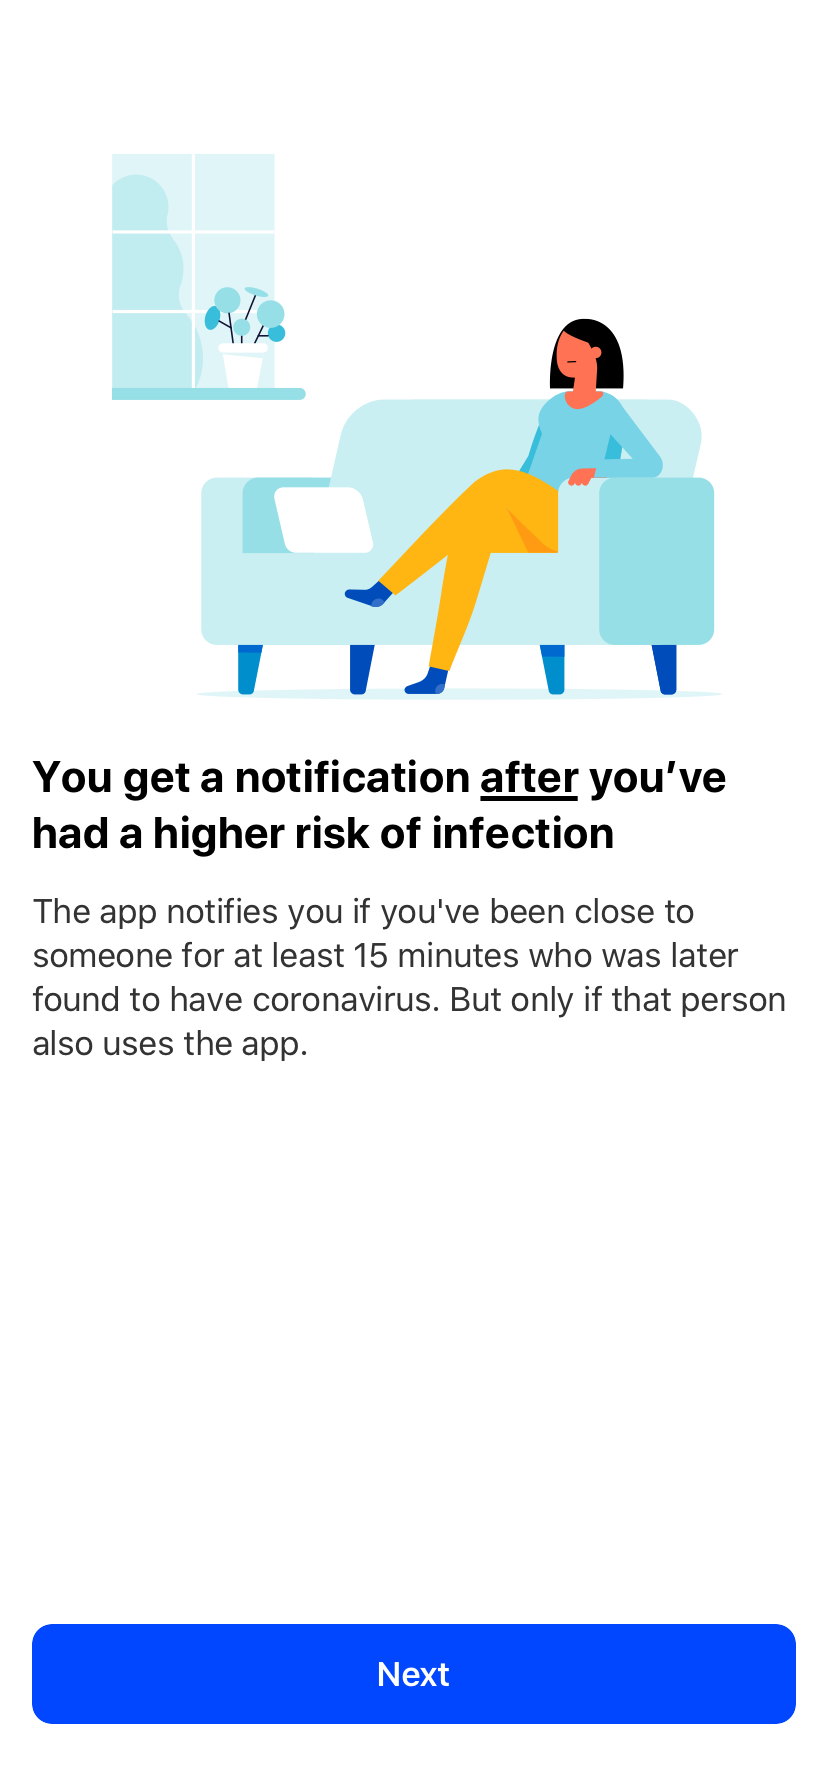 You get a notification after you’ve
had a higher risk of infection
The app notifies you if you've been close to
someone for at least 15 minutes who was later
found to have coronavirus. But only if that person
also uses the app.
Next